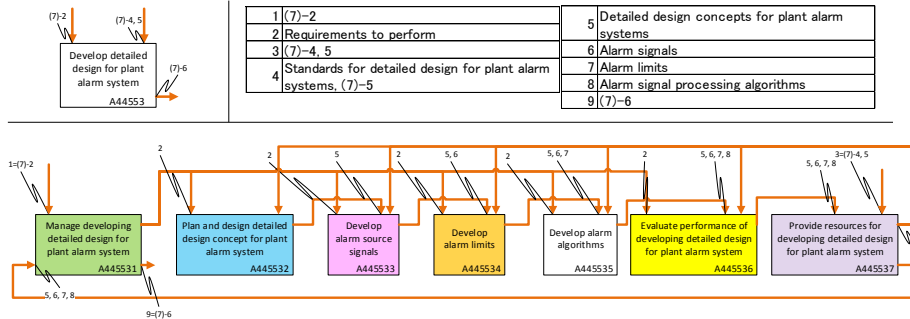 (7)-2
(7)-4, 5
Develop detailed
design for plant
alarm system
A44553
(7)-6
1 (7)-2
2 Requirements to perform
3 (7)-4, 5
4 Standards for detailed design for plant alarm
systems, (7)-5
5 Detailed design concepts for plant alarm
systems
6 Alarm signals
7 Alarm limits
8 Alarm signal processing algorithms
9 (7)-6
1=(7)-2
2
2
5
2
5, 6
2
5, 6, 7
2
5, 6, 7, 8
5, 6, 7, 8
3=(7)-4, 5
Manage developing
detailed design for
plant alarm system
A445531
Plan and design detailed
design concept for plant
alarm system
A445532
Develop
alarm source
signals
A445533
Develop
alarm limits
A445534
Develop alarm
algorithms
A445535
Evaluate performance of
developing detailed design
for plant alarm system
A445536
Provide resources for
developing detailed design
for plant alarm system
A445537
5, 6, 7, 8
9=(7)-6